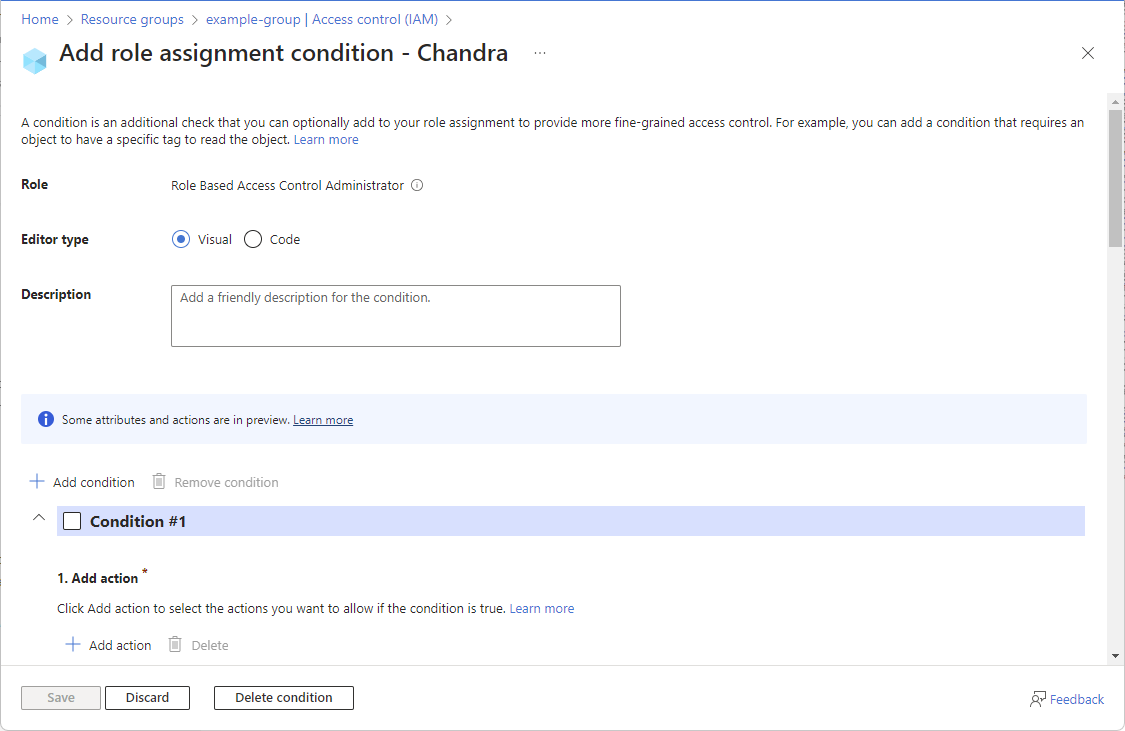 Home > Resource groups > example-group | Access control (IAM) >
Add role assignment condition - Chandra ...
A condition is an additional check that you can optionally add to your role assignment to provide more fine-grained access control. For example, you can add a condition that requires an
object to have a specific tag to read the object. Learn more
Role Role Based Access Control Administrator
Editor type Visual Code
Description Add a friendly description for the condition.
Some attributes and actions are in preview. Learn more
Add condition Remove condition
Condition #1
1. Add action *
Click Add action to select the actions you want to allow if the condition is true. Learn more
Add action Delete
Save Discard Delete condition Feedback